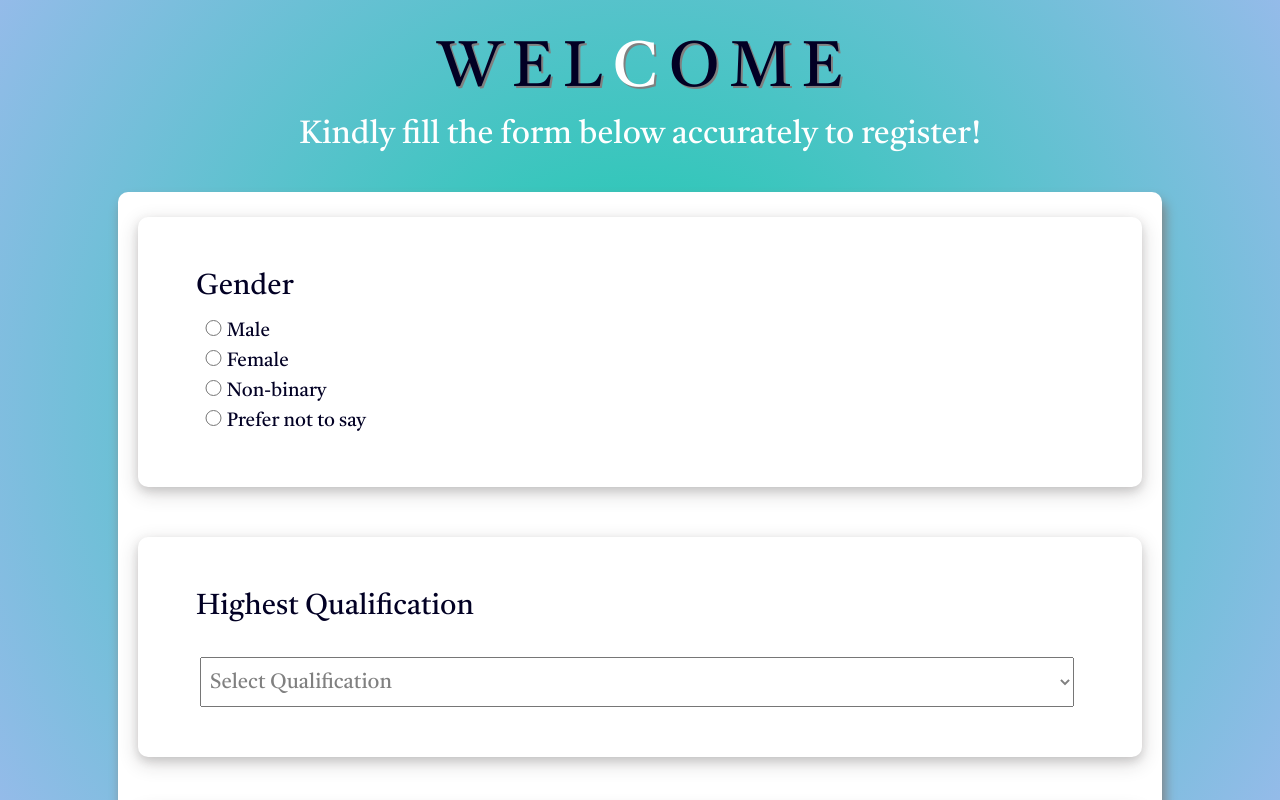 WELCOME
Kindly fill the form below accurately to register!
Gender
Male
Female
Non-binary
Prefer not to say
Highest Qualification
Select Qualification